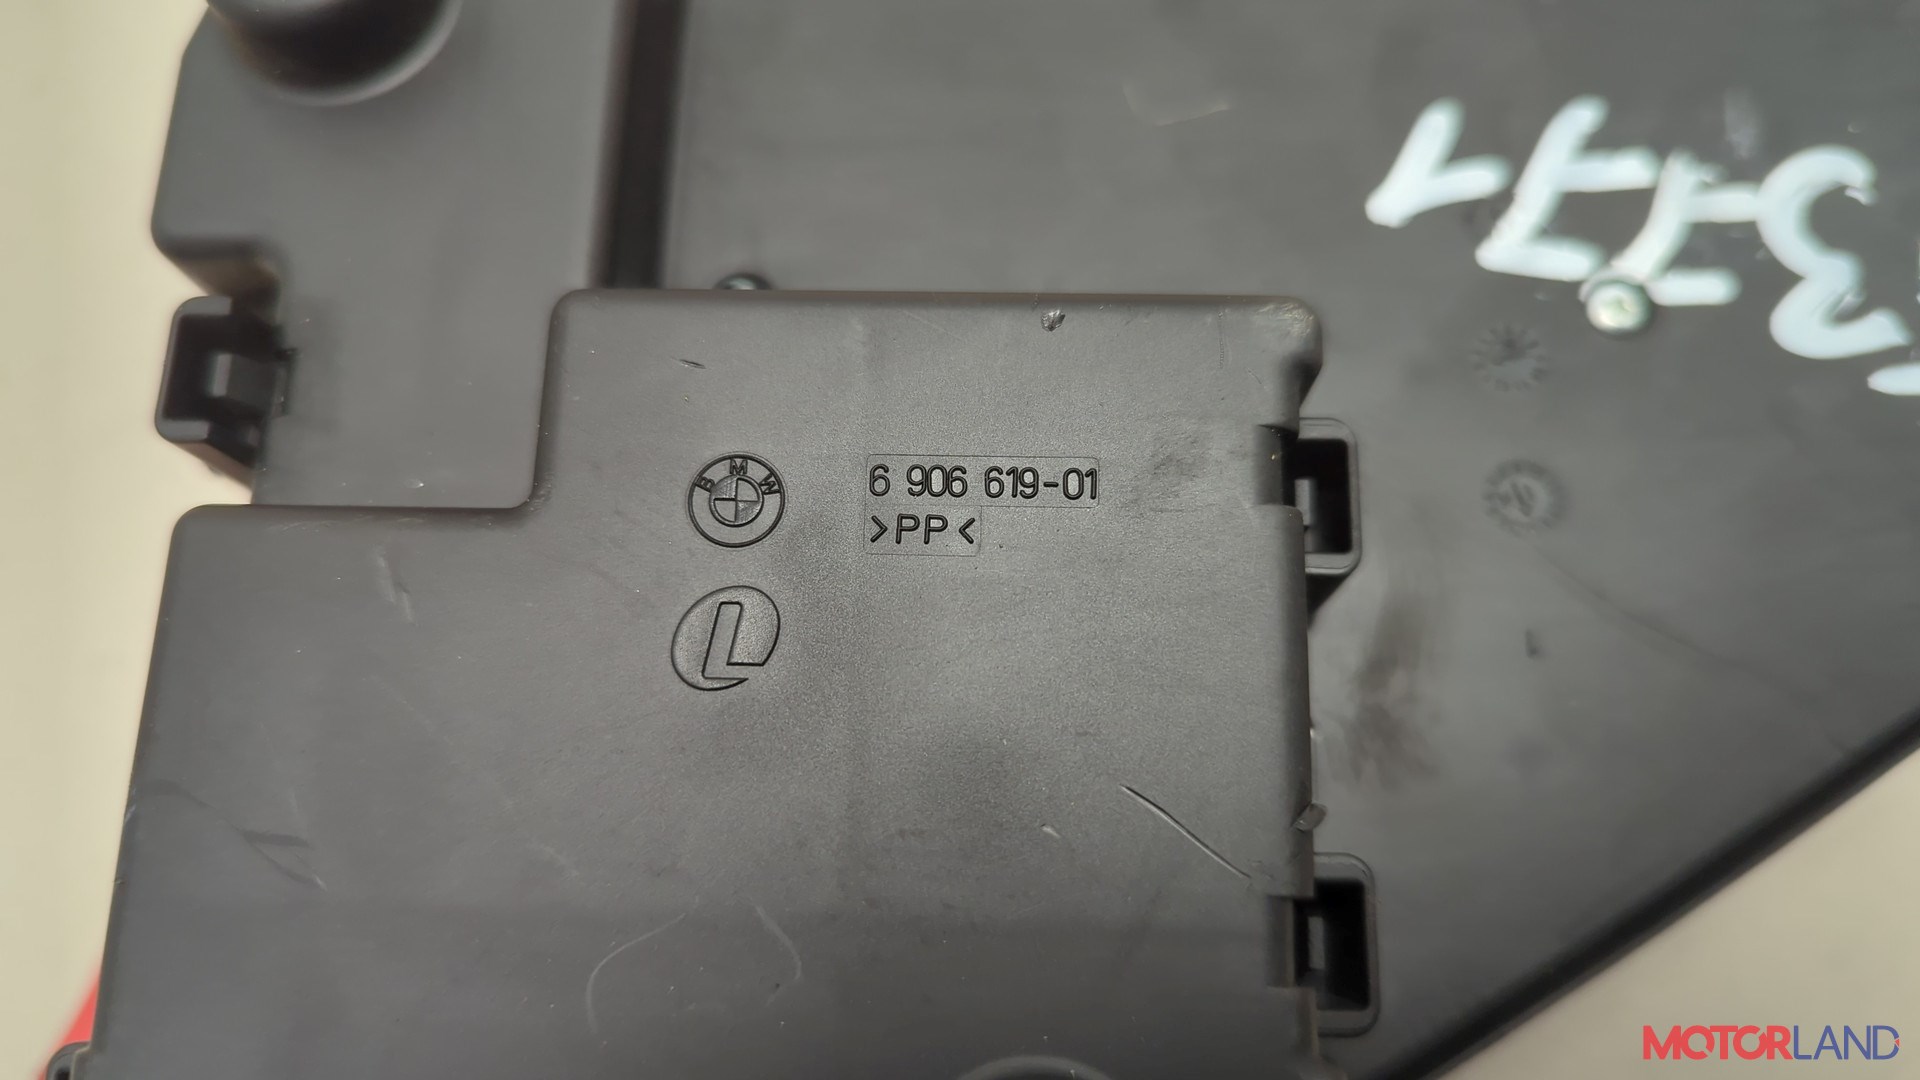 BMW
6 906 619-01
>PP<
L
MOTORLAND